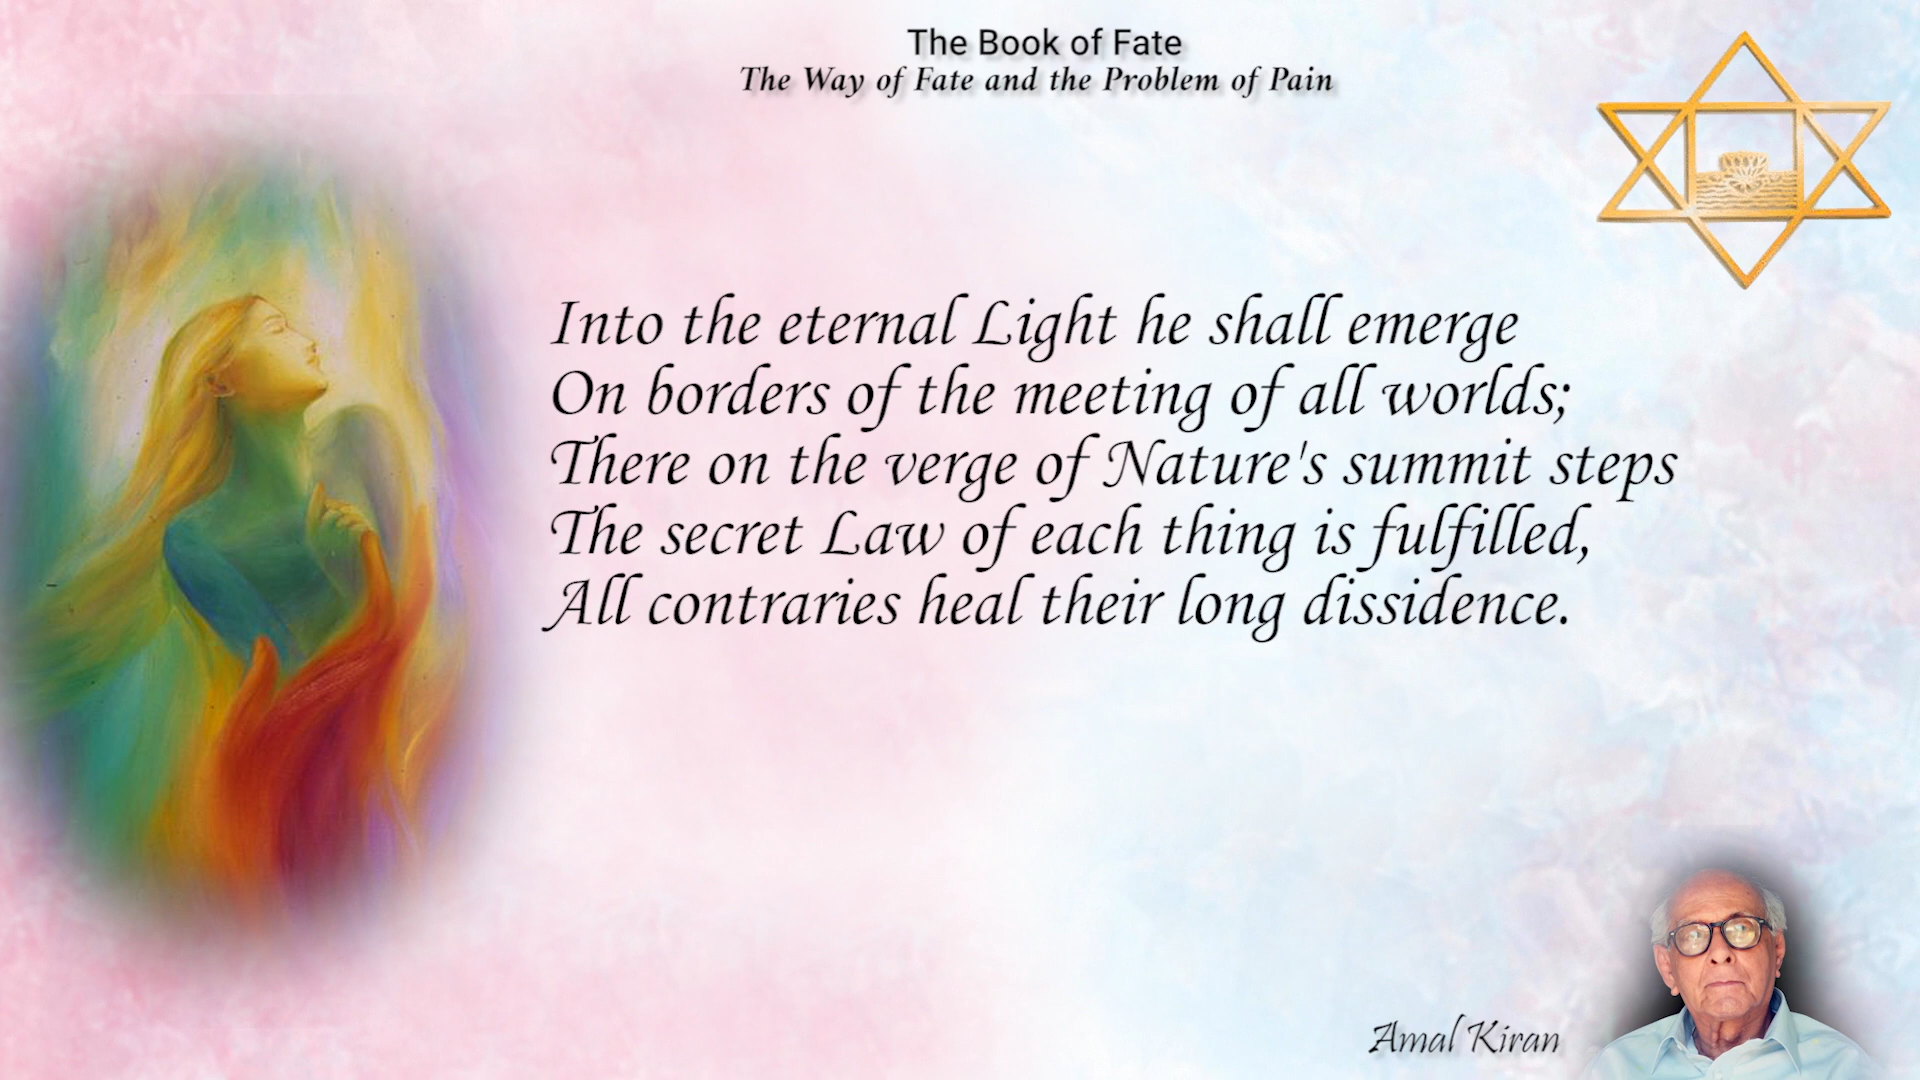 The Book of Fate
The Way of Fate and the Problem of Pain
Into the eternal Light he shall emerge
On borders of the meeting of all worlds;
There on the verge of Nature's summit steps
The secret Law of each thing is fulfilled,
All contraries heal their long dissidence.
Amal Kiran